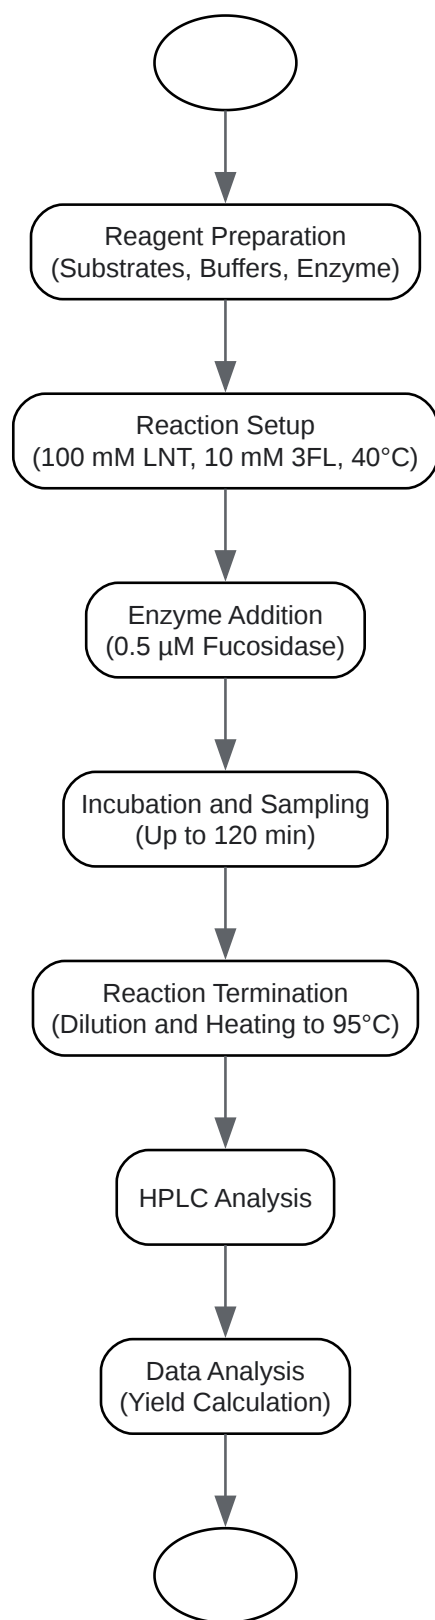 Reagent Preparation
(Substrates, Buffers, Enzyme)
Reaction Setup
(100 mM LNT, 10 mM 3FL, 40°C)
Enzyme Addition
(0.5 µM Fucosidase)
Incubation and Sampling
(Up to 120 min)
Reaction Termination
(Dilution and Heating to 95°C)
HPLC Analysis
Data Analysis
(Yield Calculation)